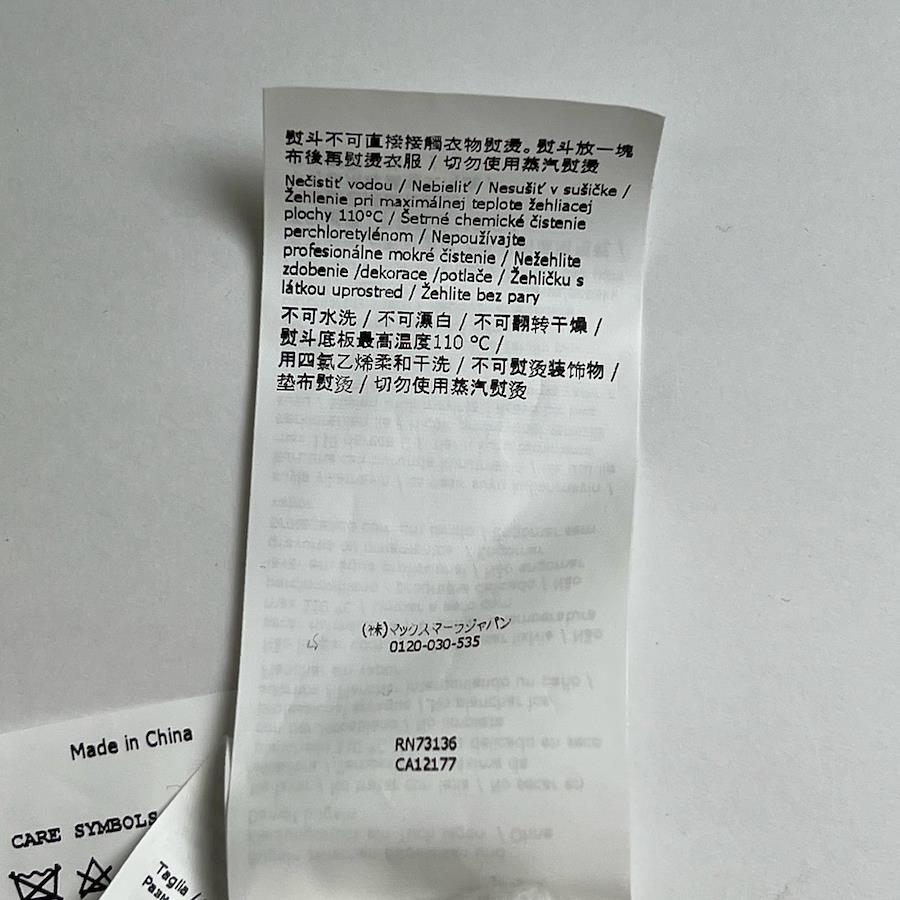 熨斗不可直接接觸衣物熨燙。熨斗放一塊
布後再熨燙衣服 / 切勿使用蒸汽熨燙
Nečistiť vodou / Nebieliť / Nesušiť v sušičke /
Žehlenie pri maximálnej teplote žehliacej
plochy 110°C / Šetrné chemické čistenie
perchloretylénom / Nepoužívajte
profesionálne mokré čistenie / Nežehlite
zdobenie /dekorace /potlače / Žehličku s
látkou uprostred / Žehlite bez pary
不可水洗 / 不可漂白 / 不可翻转干燥 /
熨斗底板最高温度110 °C /
用四氯乙烯柔和干洗 / 不可熨烫装饰物 /
垫布熨烫 / 切勿使用蒸汽熨烫
(株)マックスマーラジャパン
0120-030-535
RN73136
CA12177
Made in China
CARE SYMBOLS
Taglia /
Разм